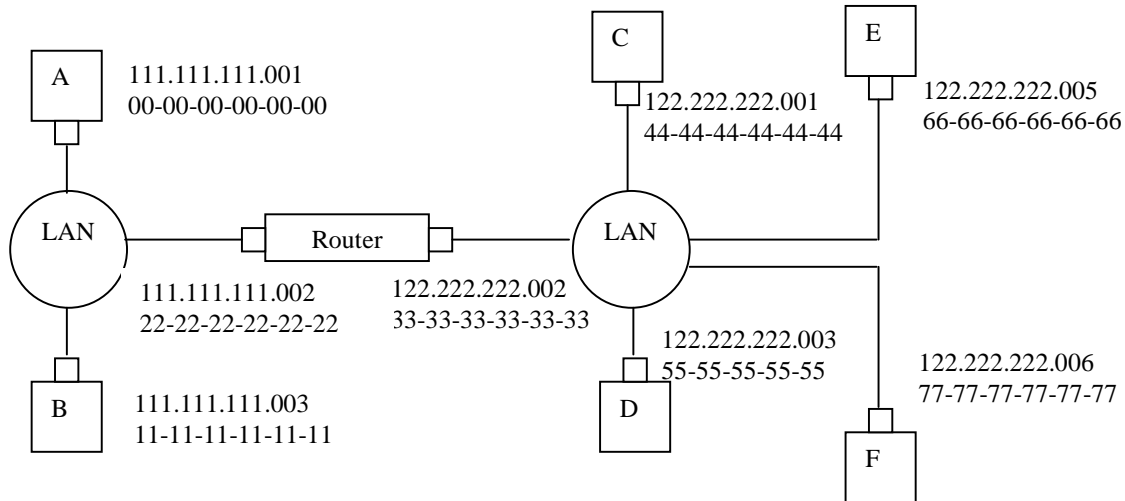 A
111.111.111.001
00-00-00-00-00-00
C
122.222.222.001
44-44-44-44-44-44
E
122.222.222.005
66-66-66-66-66-66
LAN
Router
LAN
111.111.111.002
22-22-22-22-22-22
122.222.222.002
33-33-33-33-33-33
B
111.111.111.003
11-11-11-11-11-11
D
122.222.222.003
55-55-55-55-55
F
122.222.222.006
77-77-77-77-77-77